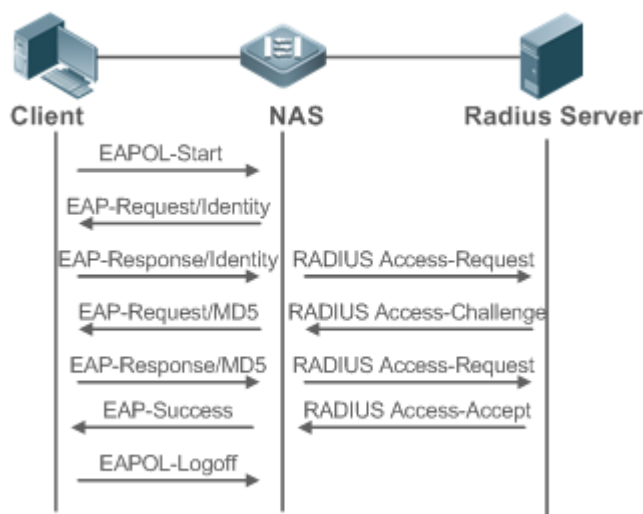 Client
NAS
Radius Server
EAPOL-Start
EAP-Request/Identity
EAP-Response/Identity
RADIUS Access-Request
EAP-Request/MD5
RADIUS Access-Challenge
EAP-Response/MD5
RADIUS Access-Request
EAP-Success
RADIUS Access-Accept
EAPOL-Logoff